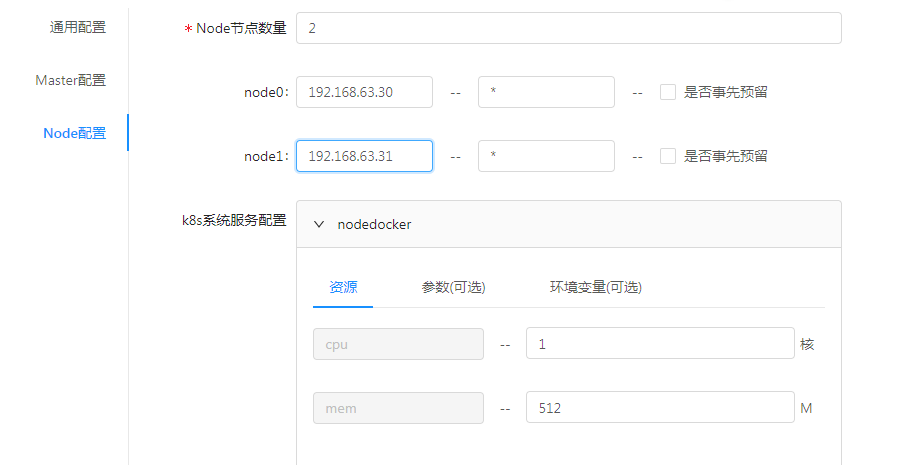 通用配置
Master配置
Node配置
* Node节点数量 2
node0: 192.168.63.30 -- * -- 是否事先预留
node1: 192.168.63.31 -- * -- 是否事先预留
k8s系统服务配置
nodedocker
资源 参数(可选) 环境变量(可选)
cpu -- 1 核
mem -- 512 M